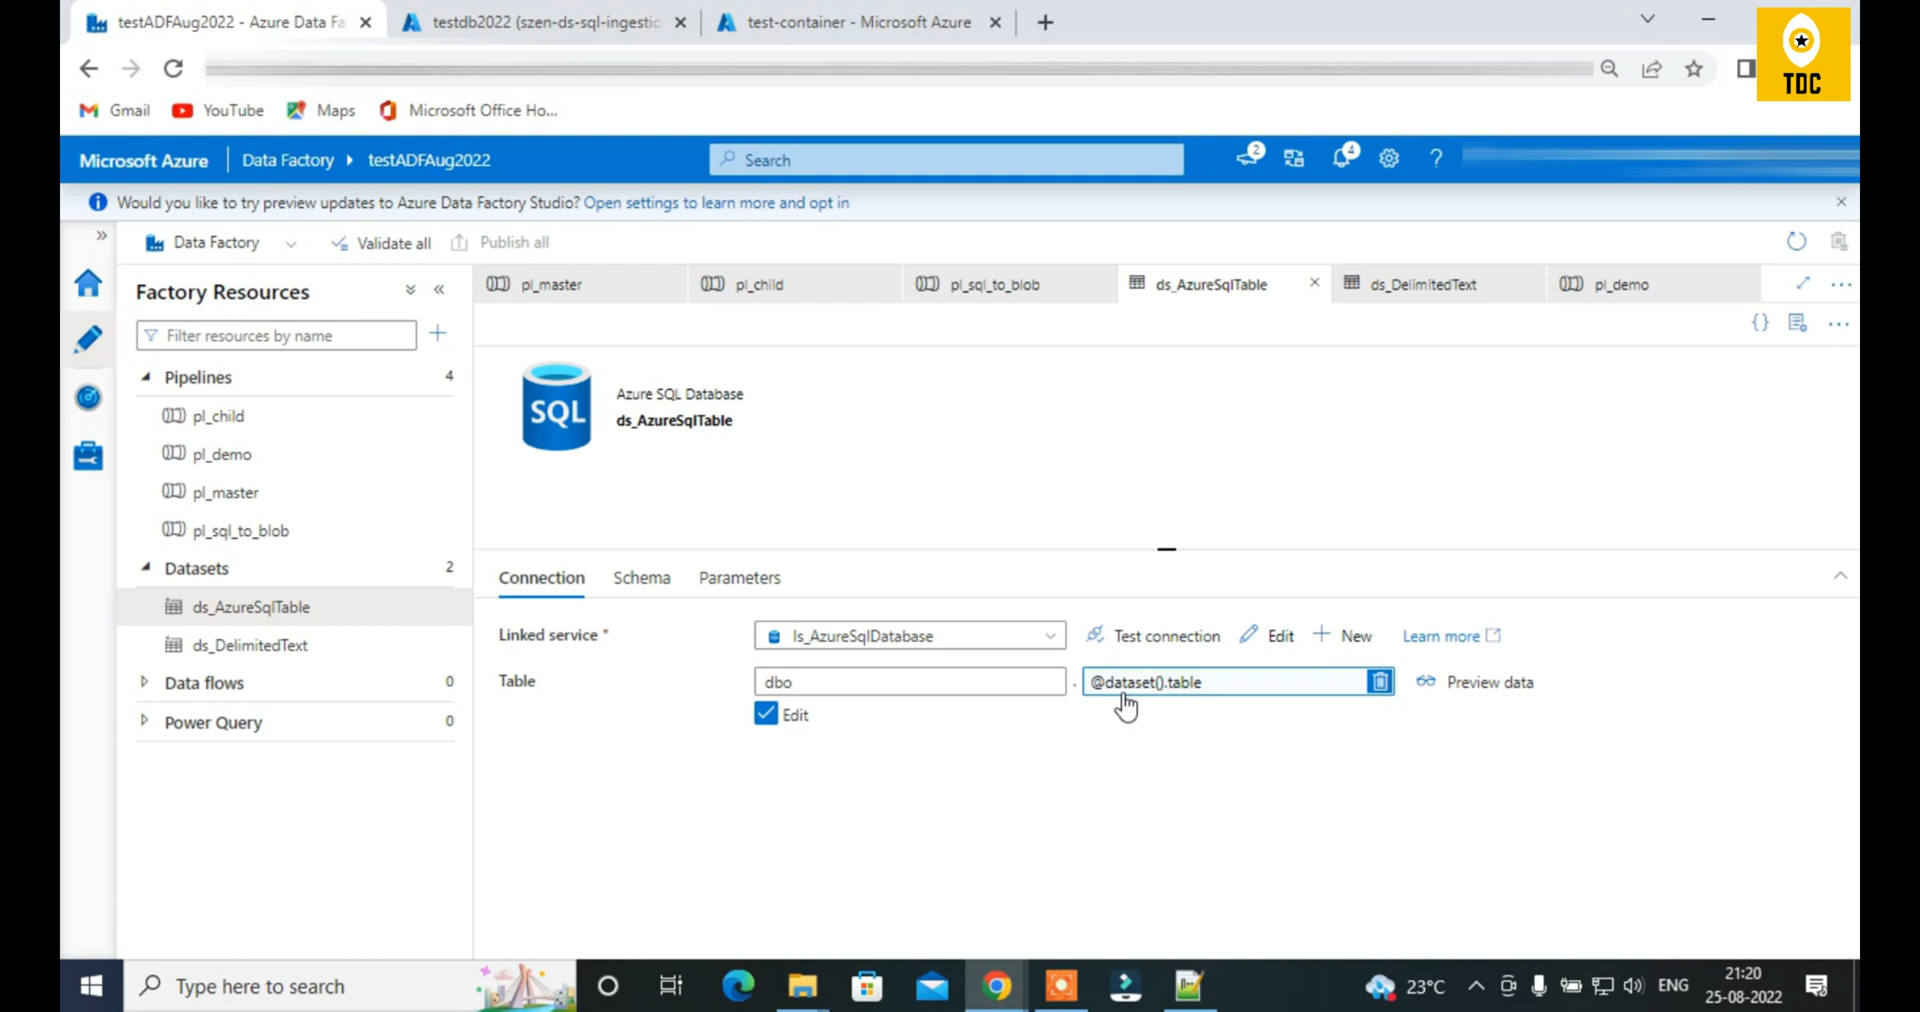 testADFAug2022 - Azure Data Fa
testdb2022 (szen-ds-sql-ingestio
test-container - Microsoft Azure
TDC
Gmail
YouTube
Maps
Microsoft Office Ho...
Microsoft Azure
Data Factory
testADFAug2022
Search
2
4
Would you like to try preview updates to Azure Data Factory Studio? Open settings to learn more and opt in
Data Factory
Validate all
Publish all
Factory Resources
pl_master
pl_child
pl_sql_to_blob
ds_AzureSqlTable
ds_DelimitedText
pl_demo
Filter resources by name
Pipelines 4
pl_child
pl_demo
pl_master
pl_sql_to_blob
Datasets 2
ds_AzureSqlTable
ds_DelimitedText
Data flows 0
Power Query 0
SQL
Azure SQL Database
ds_AzureSqlTable
Connection
Schema
Parameters
Linked service *
ls_AzureSqlDatabase
Test connection
Edit
New
Learn more
Table
dbo
.
@dataset().table
Preview data
Edit
Type here to search
23°C
ENG
21:20
25-08-2022